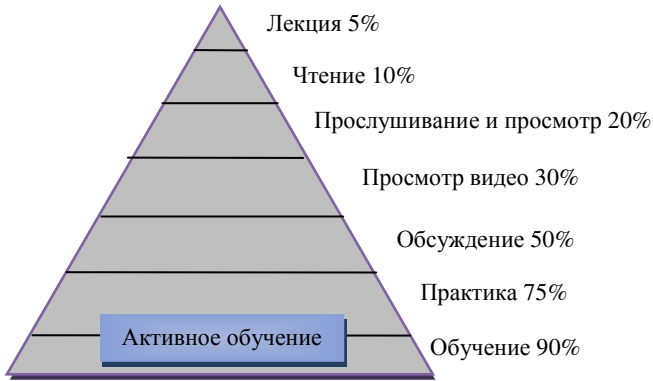 Лекция 5%
Чтение 10%
Прослушивание и просмотр 20%
Просмотр видео 30%
Обсуждение 50%
Практика 75%
Активное обучение
Обучение 90%